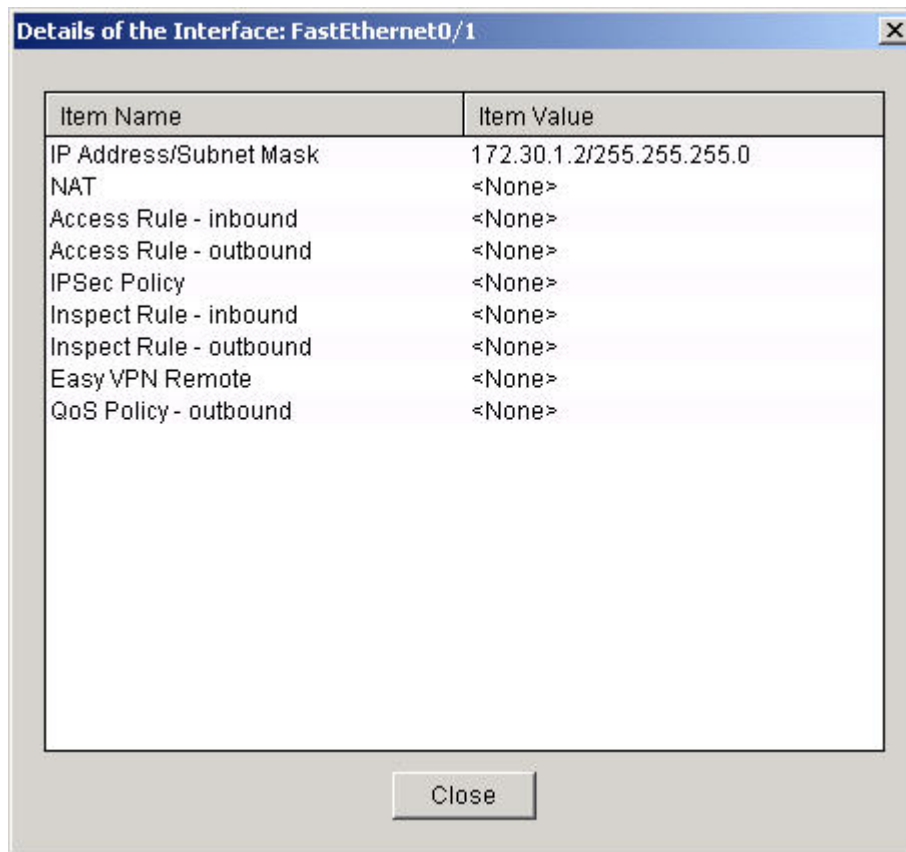 Details of the Interface: FastEthernet0/1
Item Name Item Value
IP Address/Subnet Mask 172.30.1.2/255.255.255.0
NAT <None>
Access Rule - inbound <None>
Access Rule - outbound <None>
IPSec Policy <None>
Inspect Rule - inbound <None>
Inspect Rule - outbound <None>
Easy VPN Remote <None>
QoS Policy - outbound <None>
Close